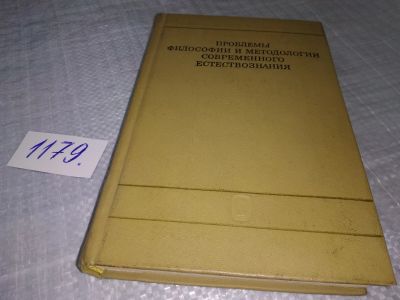 ПРОБЛЕМЫ
ФИЛОСОФИИ И МЕТОДОЛОГИИ
СОВРЕМЕННОГО
ЕСТЕСТВОЗНАНИЯ
1179.